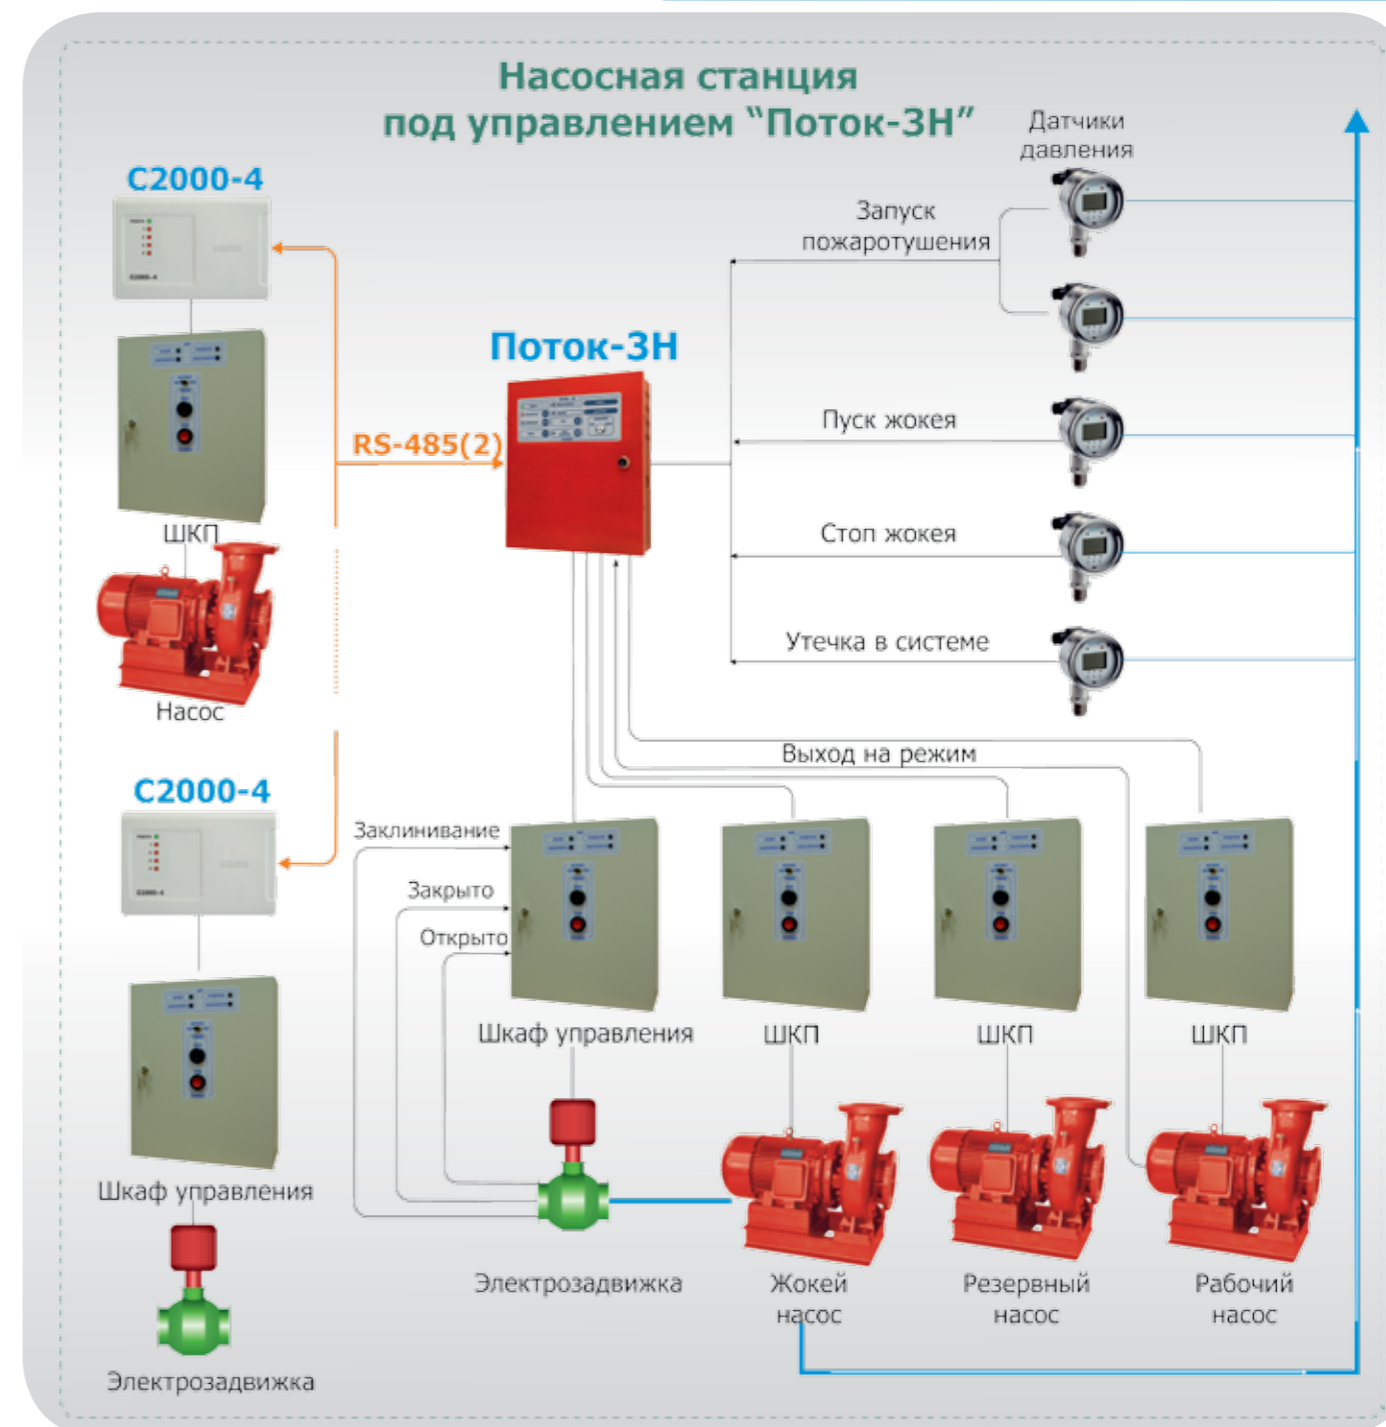 Насосная станция
под управлением “Поток-3Н”
Датчики
давления
С2000-4
Запуск
пожаротушения
Поток-3Н
Пуск жокея
RS-485(2)
ШКП
Стоп жокея
Утечка в системе
Насос
Выход на режим
С2000-4
Заклинивание
Закрыто
Открыто
Шкаф управления
ШКП
ШКП
ШКП
Шкаф управления
Электрозадвижка
Жокей
насос
Резервный
насос
Рабочий
насос
Электрозадвижка